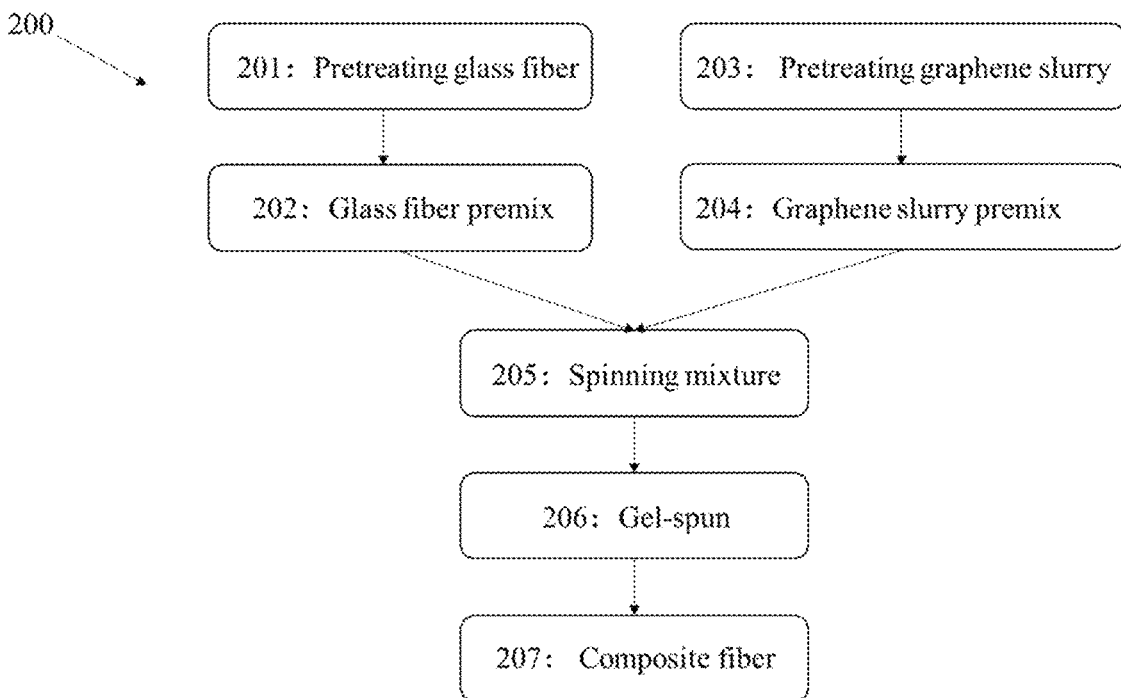 200
201： Pretreating glass fiber
203： Pretreating graphene slurry
202： Glass fiber premix
204： Graphene slurry premix
205： Spinning mixture
206： Gel-spun
207： Composite fiber